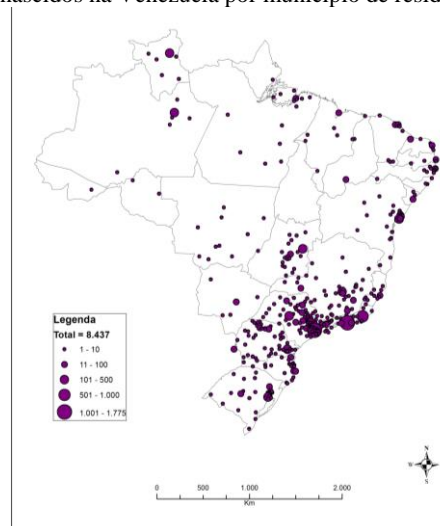 nascidos na Venezuela por município de resid
Legenda
Total = 8.437
1 - 10
11 - 100
101 - 500
501 - 1.000
1.001 - 1.775
N
W
E
S
0 500 1.000 2.000
Km